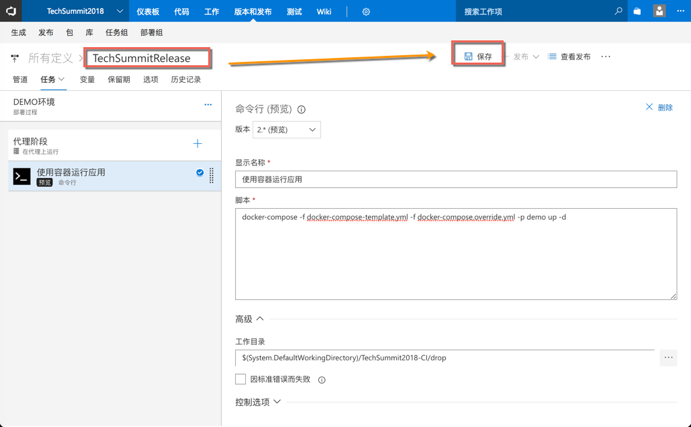 TechSummit2018 仪表板 代码 工作 版本和发布 测试 Wiki 搜索工作项
生成 发布 包 库 任务组 部署组
所有定义 TechSummitRelease 保存 发布 查看发布
管道 任务 变量 保留期 选项 历史记录
DEMO环境
部署过程
代理阶段
在代理上运行
使用容器运行应用
预览 命令行
命令行 (预览) 删除
版本 2.* (预览)
显示名称 *
使用容器运行应用
脚本 *
docker-compose -f docker-compose-template.yml -f docker-compose.override.yml -p demo up -d
高级
工作目录
$(System.DefaultWorkingDirectory)/TechSummit2018-CI/drop
因标准错误而失败
控制选项